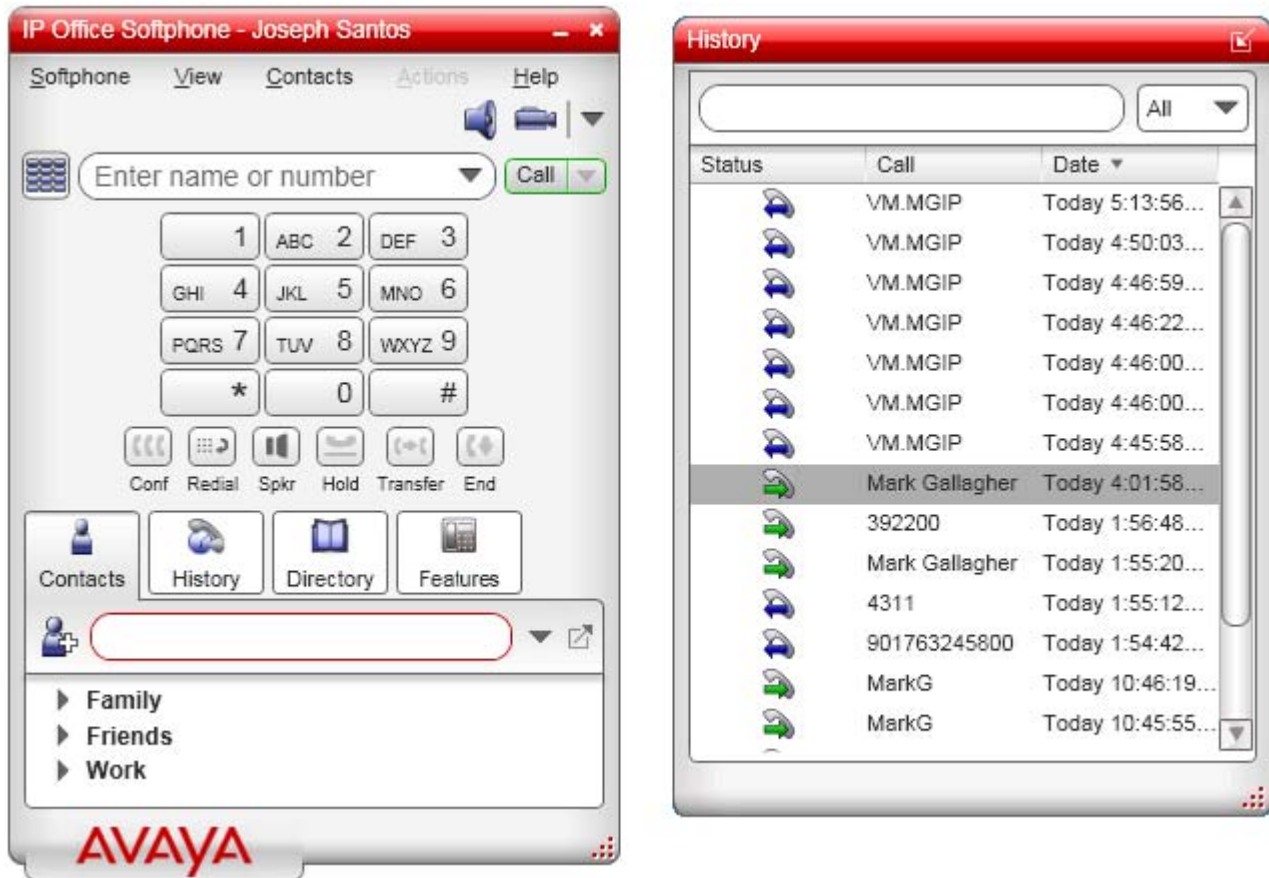 IP Office Softphone - Joseph Santos
Softphone View Contacts Actions Help
Enter name or number Call
1 ABC 2 DEF 3
GHI 4 JKL 5 MNO 6
PQRS 7 TUV 8 WXYZ 9
* 0 #
Conf Redial Spkr Hold Transfer End
Contacts History Directory Features
Family
Friends
Work
AVAYA
History
All
Status Call Date
VM.MGIP Today 5:13:56...
VM.MGIP Today 4:50:03...
VM.MGIP Today 4:46:59...
VM.MGIP Today 4:46:22...
VM.MGIP Today 4:46:00...
VM.MGIP Today 4:46:00...
VM.MGIP Today 4:45:58...
Mark Gallagher Today 4:01:58...
392200 Today 1:56:48...
Mark Gallagher Today 1:55:20...
4311 Today 1:55:12...
901763245800 Today 1:54:42...
MarkG Today 10:46:19...
MarkG Today 10:45:55...